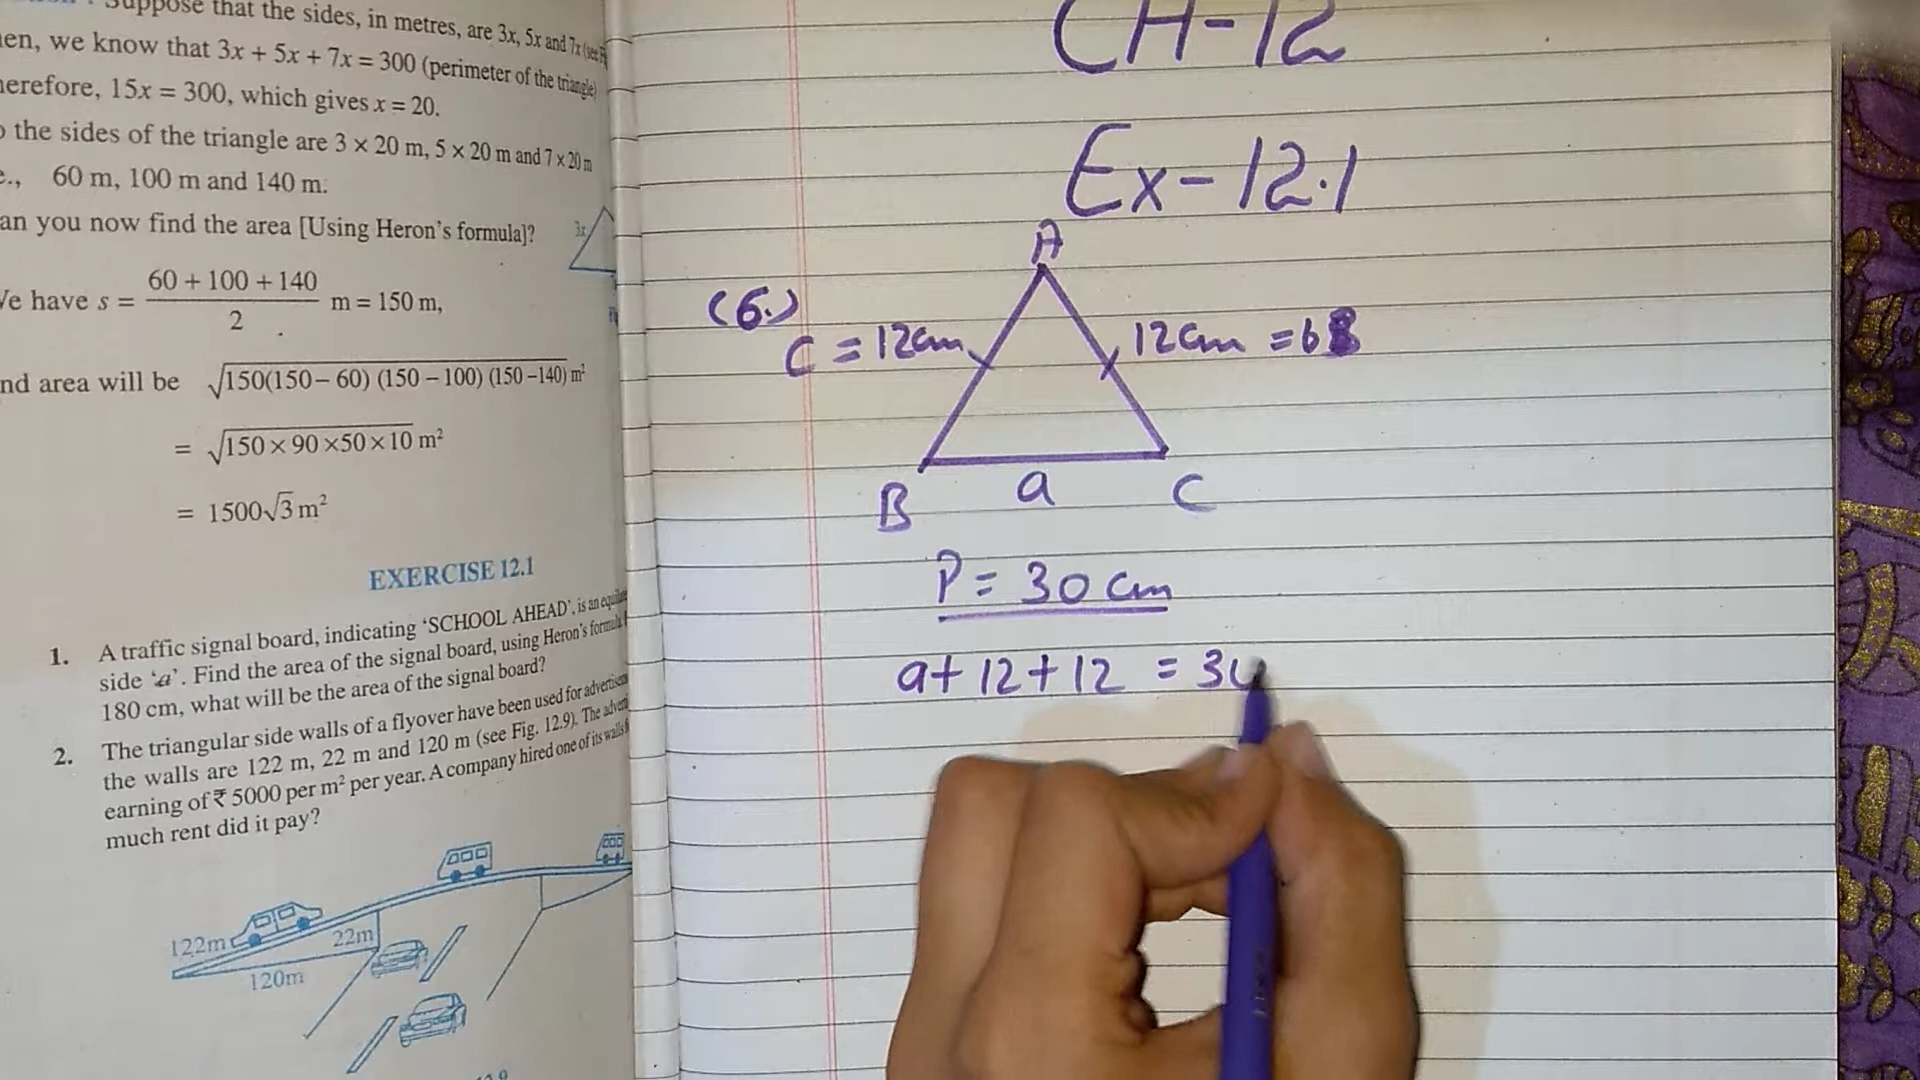 Suppose that the sides, in metres, are 3x, 5x and 7x (see
en, we know that 3x + 5x + 7x = 300 (perimeter of the triangle)
erefore, 15x = 300, which gives x = 20.
the sides of the triangle are 3 × 20 m, 5 × 20 m and 7 × 20 m
60 m, 100 m and 140 m.
an you now find the area [Using Heron's formula]?
3x
e have s = 60 + 100 + 140 / 2 m = 150 m,
nd area will be √150(150 – 60) (150 – 100) (150 – 140) m²
= √150 × 90 × 50 × 10 m²
= 1500√3 m²
EXERCISE 12.1
1. A traffic signal board, indicating 'SCHOOL AHEAD', is an
side 'a'. Find the area of the signal board, using Heron's formula
180 cm, what will be the area of the signal board?
2. The triangular side walls of a flyover have been used for
the walls are 122 m, 22 m and 120 m (see Fig. 12.9). The
earning of ₹ 5000 per m² per year. A company hired one of its walls
much rent did it pay?
122m
22m
120m
CH-12
Ex-12.1
A
(6.)
C = 12cm
12cm = b
B
a
C
P = 30 cm
a + 12 + 12 = 30